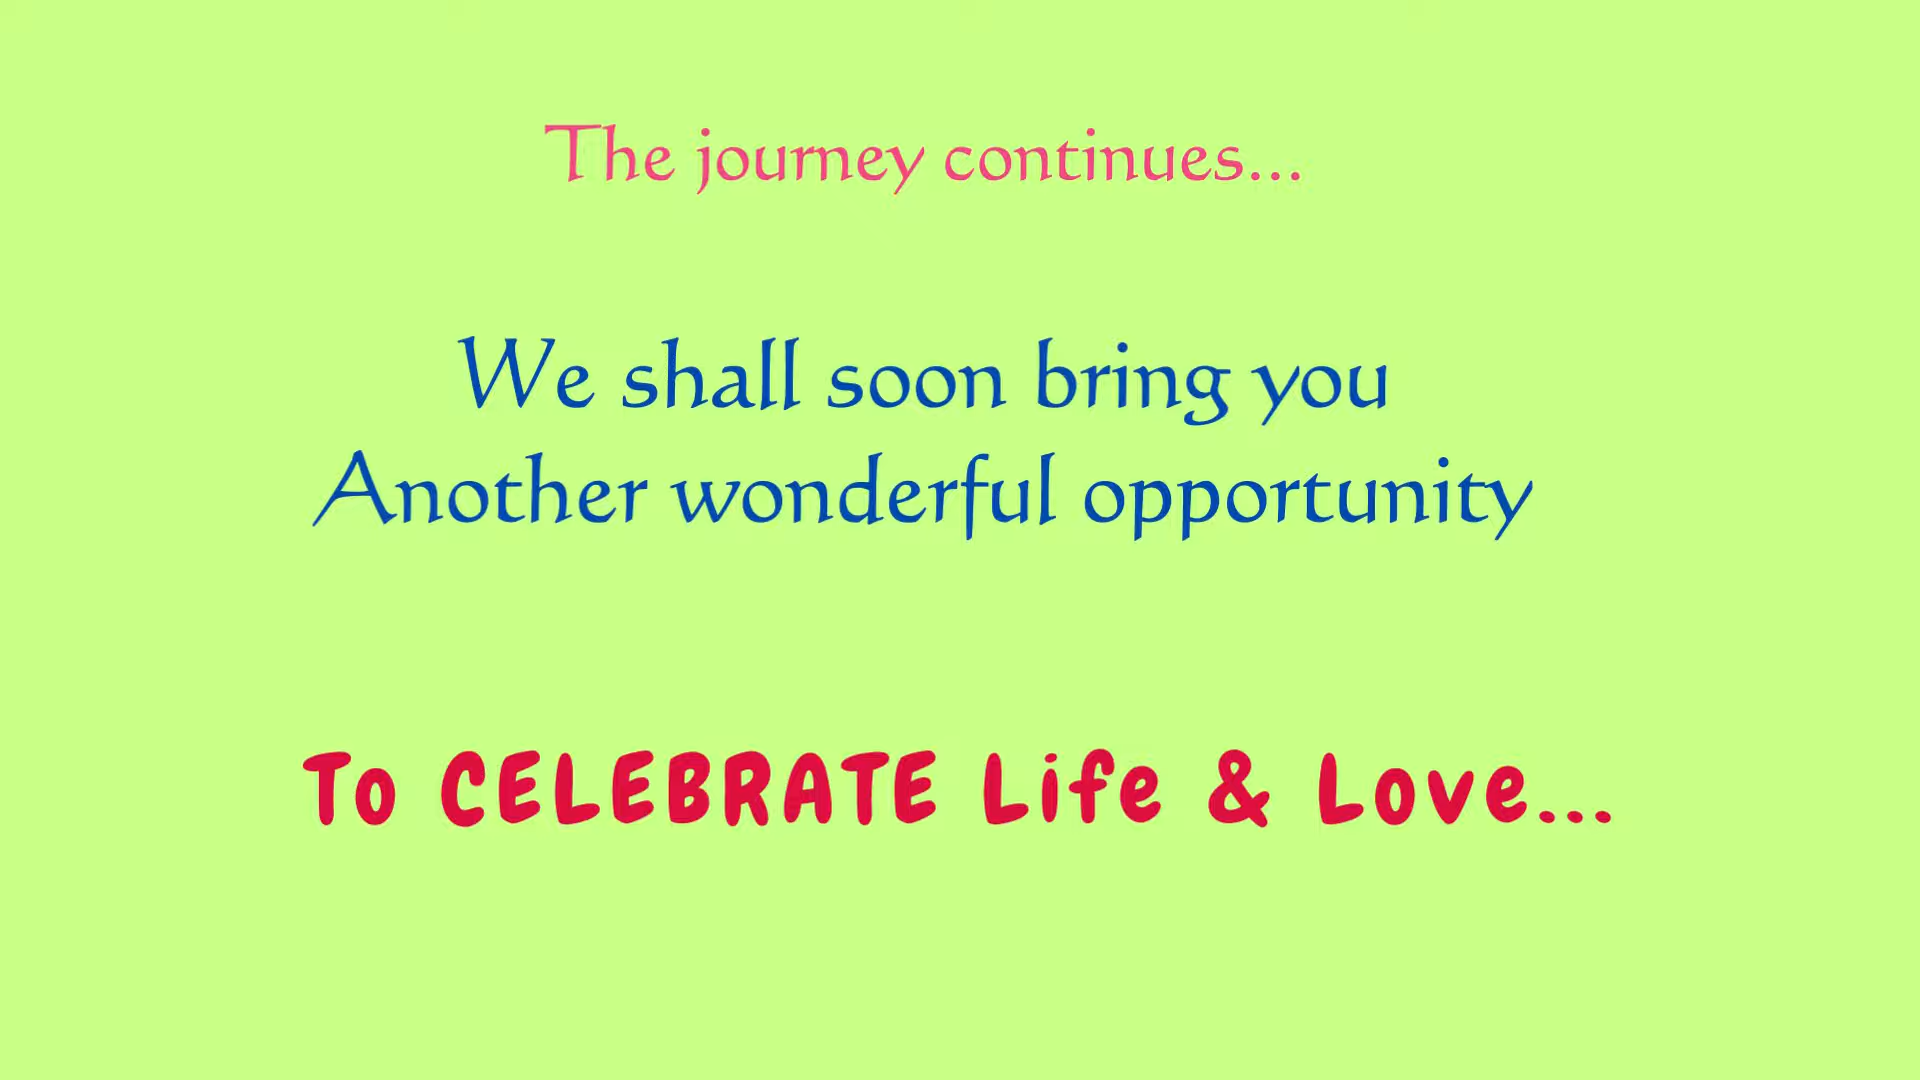 The journey continues...
We shall soon bring you
Another wonderful opportunity
To CELEBRATE Life & Love...